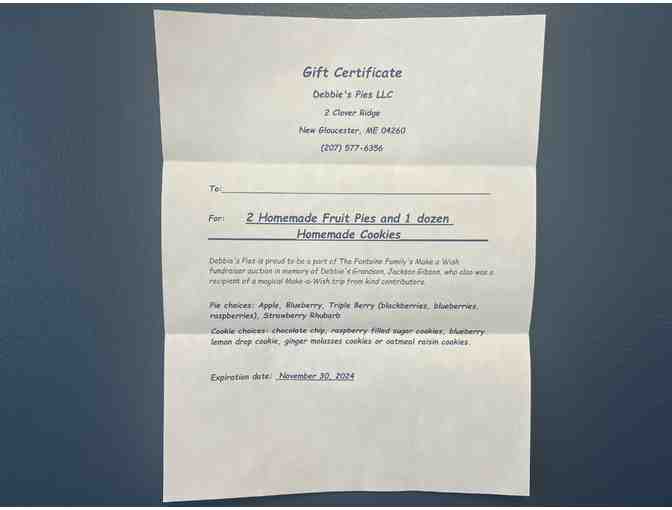 Gift Certificate
Debbie's Pies LLC
2 Clover Ridge
New Gloucester, ME 04260
(207) 577-6356
To:
For: 2 Homemade Fruit Pies and 1 dozen
Homemade Cookies
Debbie's Pies is proud to be a part of The Fontaine Family's Make a Wish
fundraiser auction in memory of Debbie's Grandson, Jackson Gibson, who also was a
recipient of a magical Make-a-Wish trip from kind contributors.
Pie choices: Apple, Blueberry, Triple Berry (blackberries, blueberries,
raspberries), Strawberry Rhubarb
Cookie choices: chocolate chip, raspberry filled sugar cookies, blueberry
lemon drop cookie, ginger molasses cookies or oatmeal raisin cookies.
Expiration date: November 30, 2024